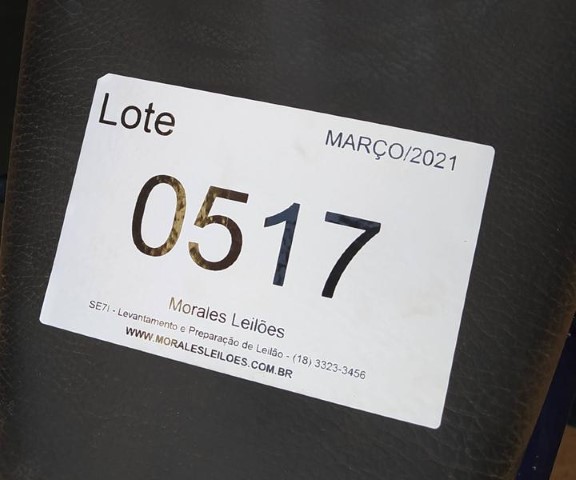 Lote
MARÇO/2021
0517
Morales Leilões
SE7I - Levantamento e Preparação de Leilão - (18) 3323-3456
WWW.MORALESLEILOES.COM.BR